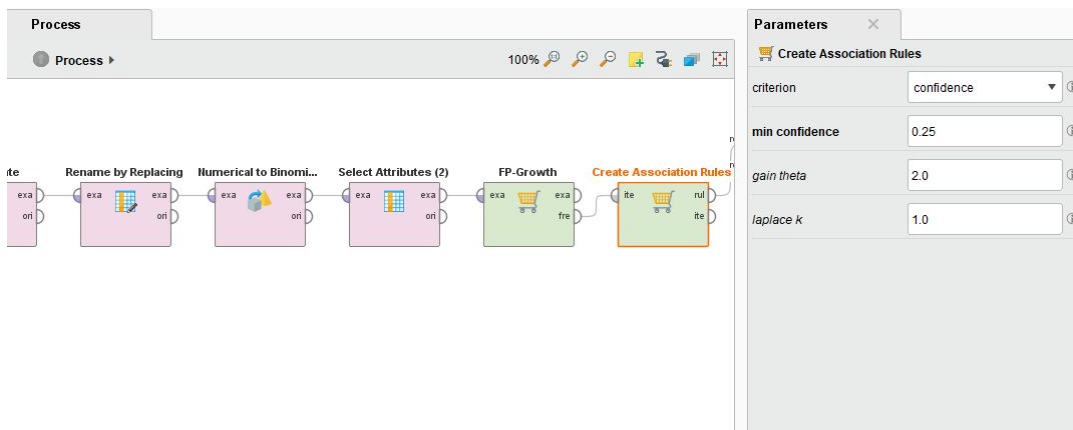 Process
Process
100%
te
Rename by Replacing
Numerical to Binomi...
Select Attributes (2)
FP-Growth
Create Association Rules
exa
ori
exa
exa
ori
exa
exa
ori
exa
exa
ori
exa
exa
fre
ite
rul
ite
Parameters
Create Association Rules
criterion
confidence
min confidence
0.25
gain theta
2.0
laplace k
1.0